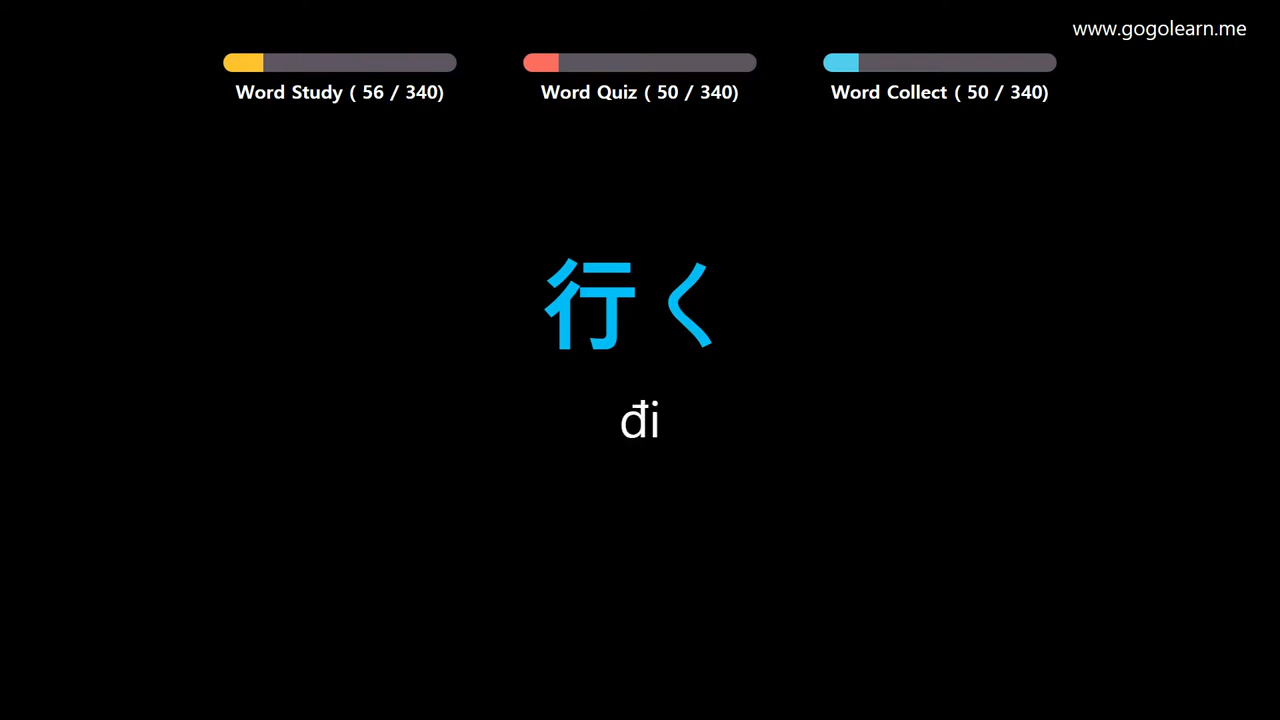 www.gogolearn.me
Word Study ( 56 / 340)
Word Quiz ( 50 / 340)
Word Collect ( 50 / 340)
行く
đi